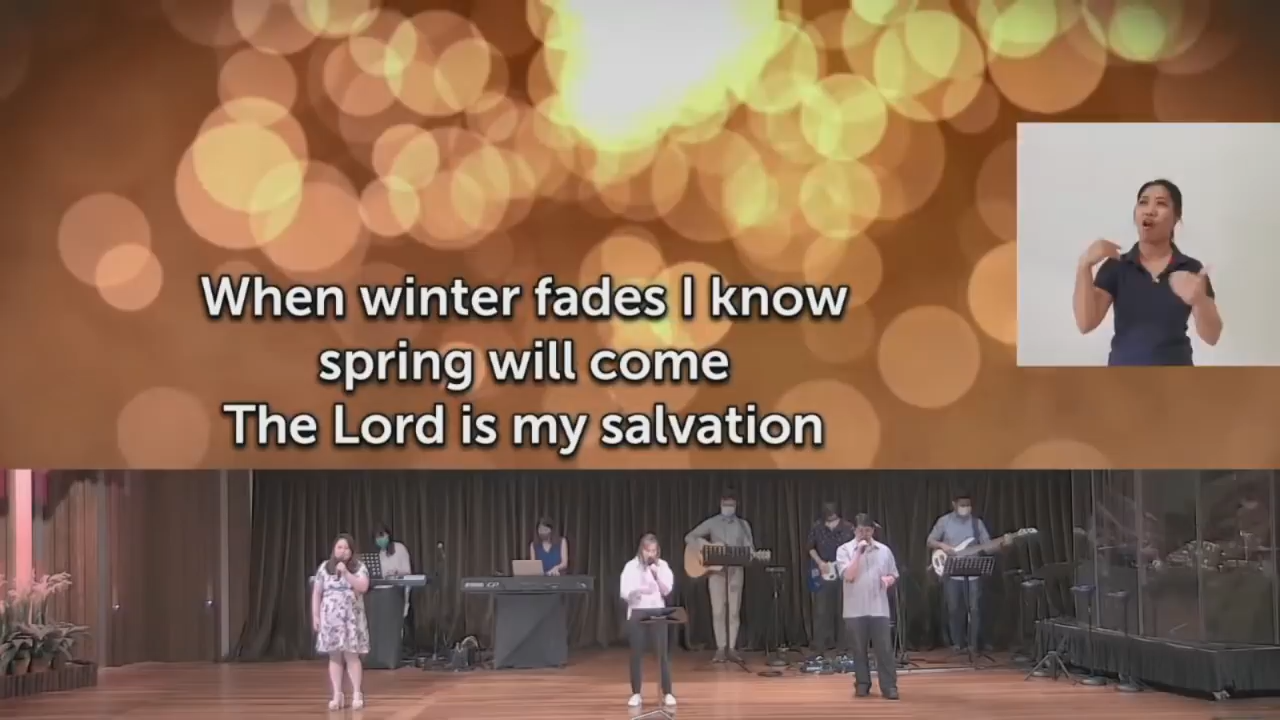 When winter fades I know
spring will come
The Lord is my salvation